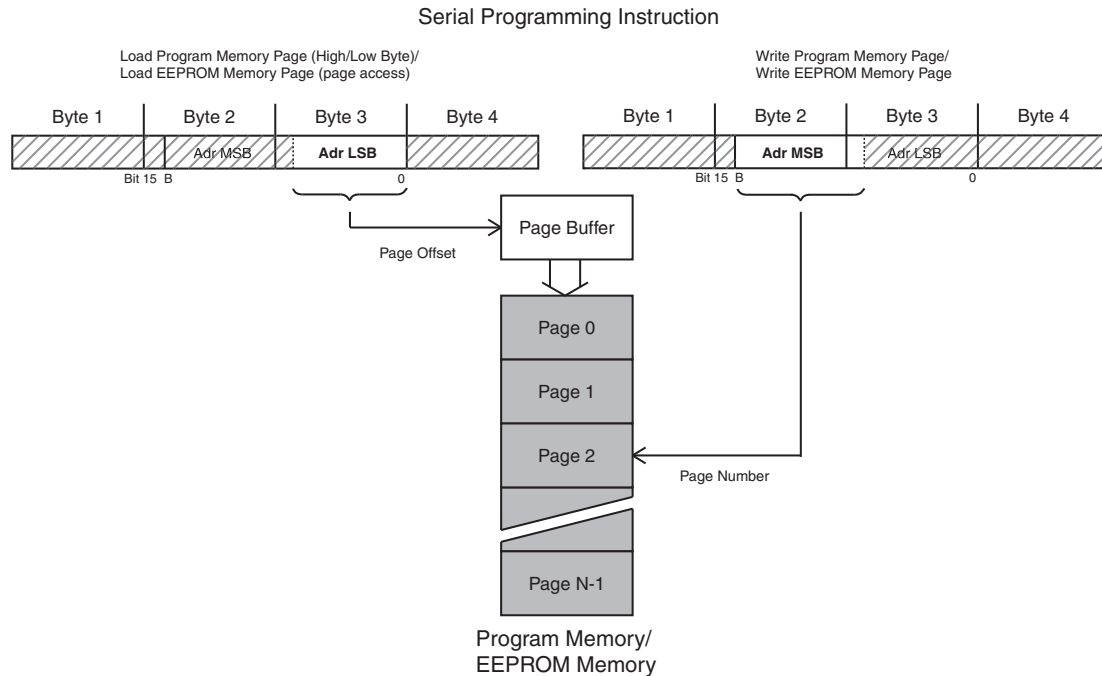 Serial Programming Instruction
Load Program Memory Page (High/Low Byte)/
Load EEPROM Memory Page (page access)
Write Program Memory Page/
Write EEPROM Memory Page
Byte 1 Byte 2 Byte 3 Byte 4
Byte 1 Byte 2 Byte 3 Byte 4
Adr MSB Adr LSB
Adr MSB Adr LSB
Bit 15 B 0
Bit 15 B 0
Page Buffer
Page Offset
Page 0
Page 1
Page 2
Page Number
Page N-1
Program Memory/
EEPROM Memory